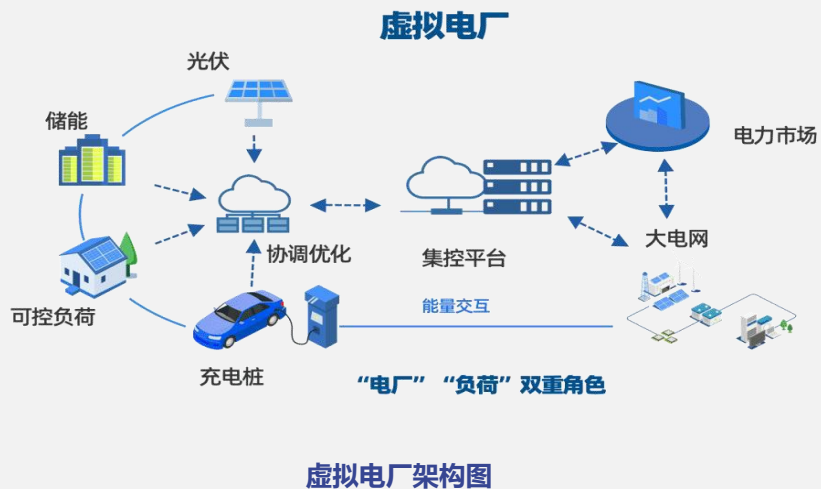 虚拟电厂
光伏
储能
电力市场
大电网
协调优化
集控平台
可控负荷
能量交互
充电桩
“电厂”“负荷”双重角色
虚拟电厂架构图